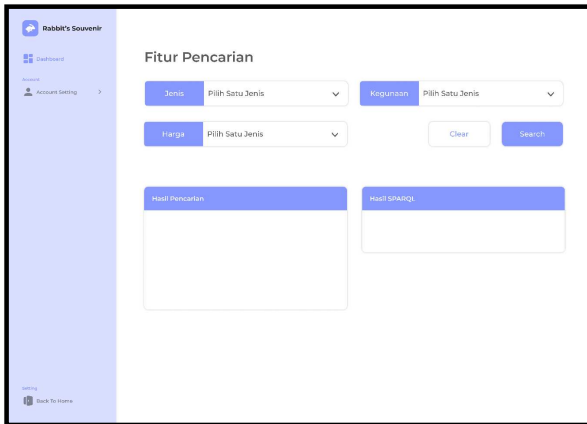 Rabbit's Souvenir
Dashboard
Account
Account Setting
Fitur Pencarian
Jenis Pilih Satu Jenis
Kegunaan Pilih Satu Jenis
Harga Pilih Satu Jenis
Clear
Search
Hasil Pencarian
Hasil SPARQL
Setting
Back To Home